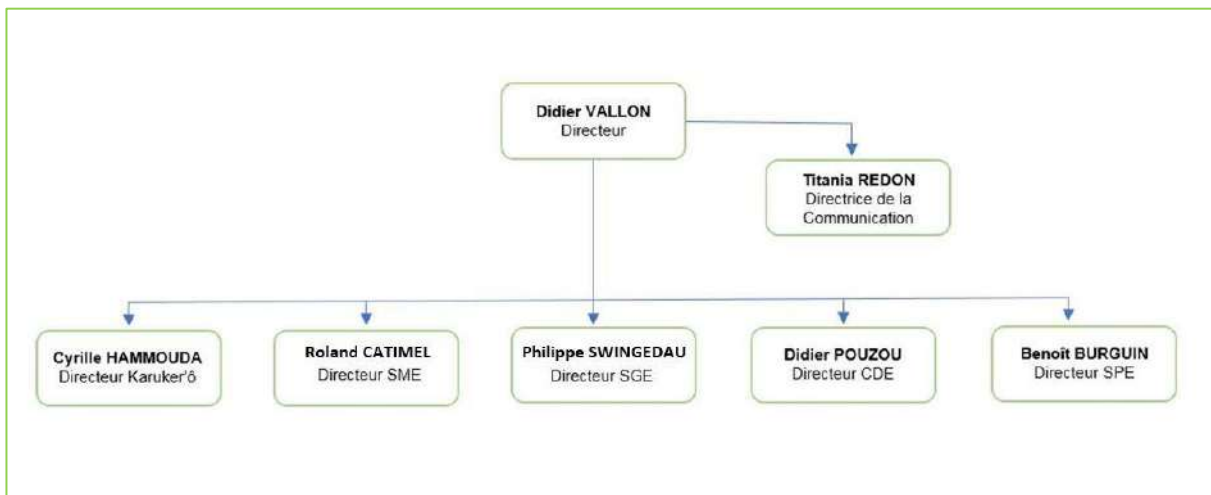 Didier VALLON
Directeur
Titania REDON
Directrice de la
Communication
Cyrille HAMMOUDA
Directeur Karuker'ô
Roland CATIMEL
Directeur SME
Philippe SWINGEDAU
Directeur SGE
Didier POUZOU
Directeur CDE
Benoît BURGUIN
Directeur SPE